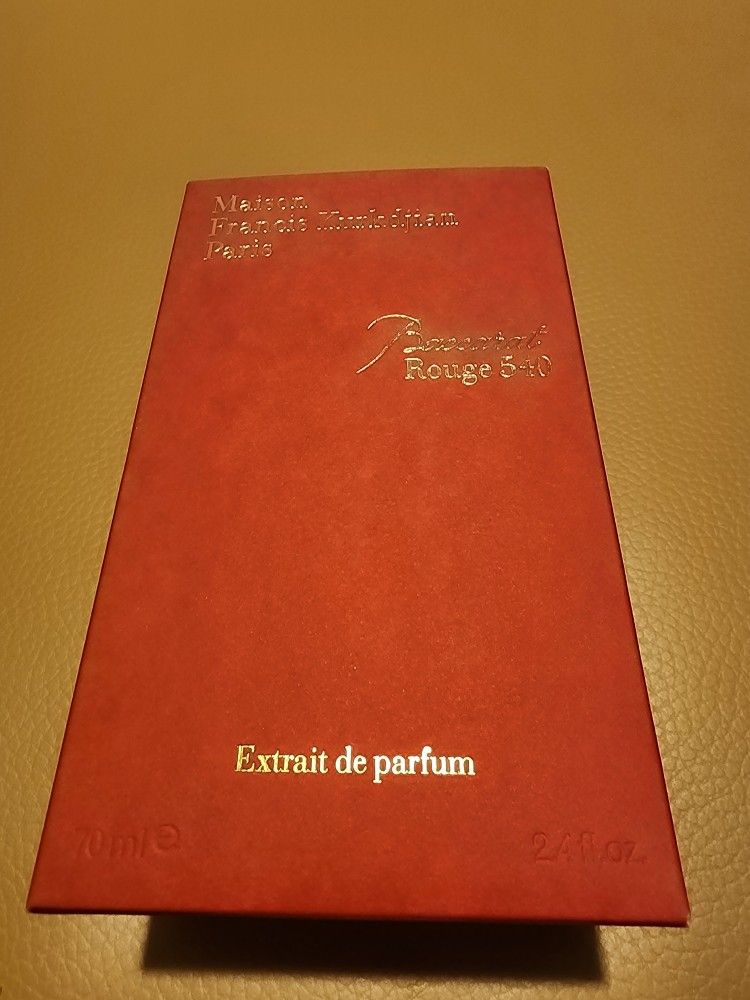 Maison
Francis Kurkdjian
Paris
Baccarat
Rouge 540
Extrait de parfum
70 ml ℮
2.4 fl.oz.